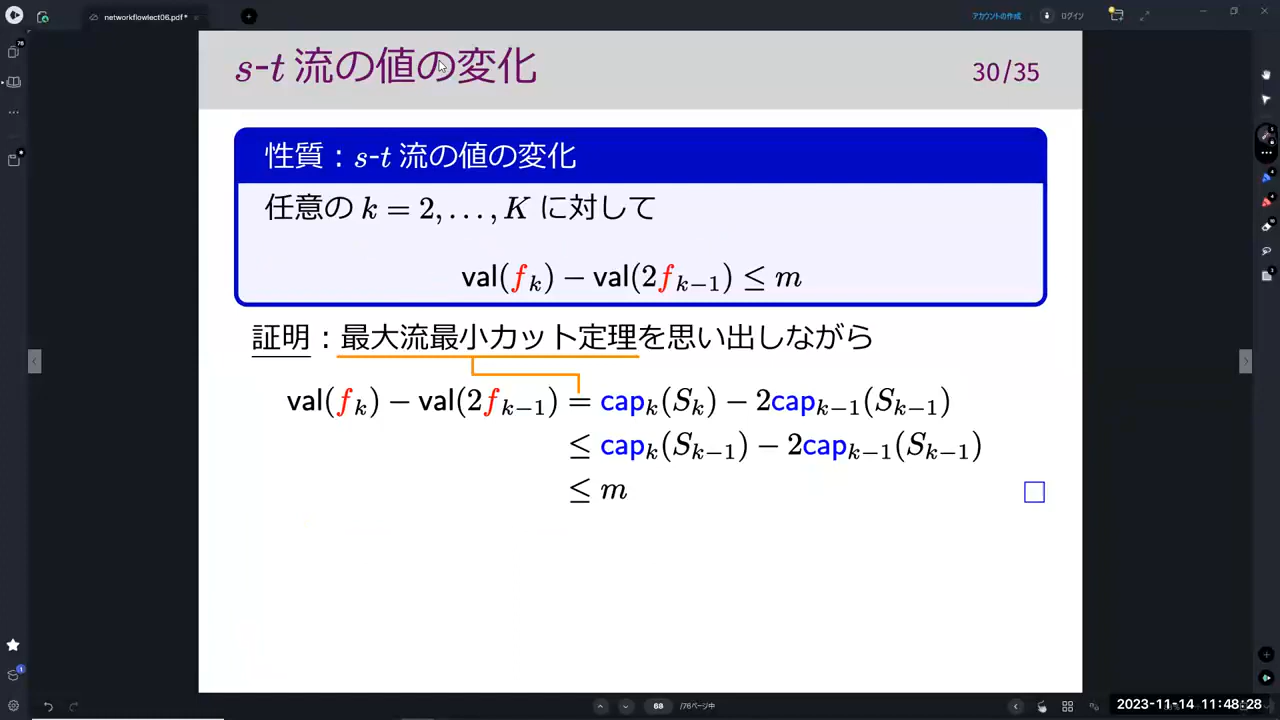 networkflowlect06.pdf*
アカウントの作成
ログイン
s-t 流の値の変化
30/35
性質：s-t 流の値の変化
任意の k = 2, . . . , K に対して
val(f_k) − val(2f_{k−1}) ≤ m
証明：最大流最小カット定理を思い出しながら
val(f_k) − val(2f_{k−1}) = cap_k(S_k) − 2cap_{k−1}(S_{k−1})
≤ cap_k(S_{k−1}) − 2cap_{k−1}(S_{k−1})
≤ m □
68 /76ページ中
2023-11-14 11:48:28